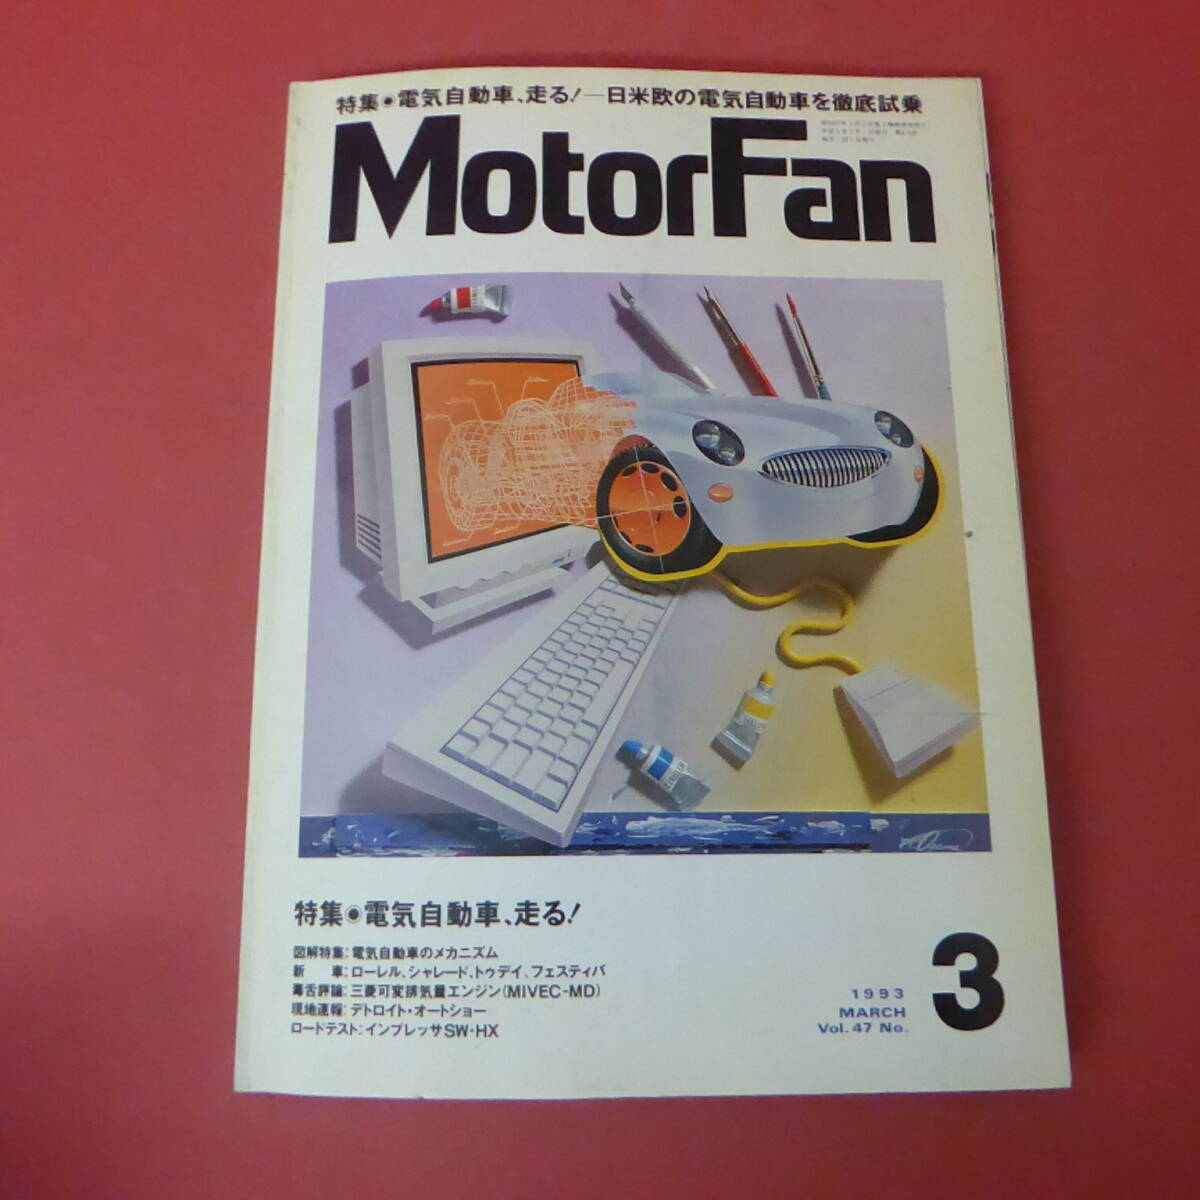 特集◉電気自動車、走る!—日米欧の電気自動車を徹底試乗
MotorFan
特集◉電気自動車、走る!
図解特集:電気自動車のメカニズム
新　車:ローレル、シャレード、トゥデイ、フェスティバ
毒舌評論:三菱可変排気量エンジン(MIVEC-MD)
現地速報:デトロイト・オートショー
ロードテスト:インプレッサSW・HX
1993
MARCH
Vol.47 No.
3